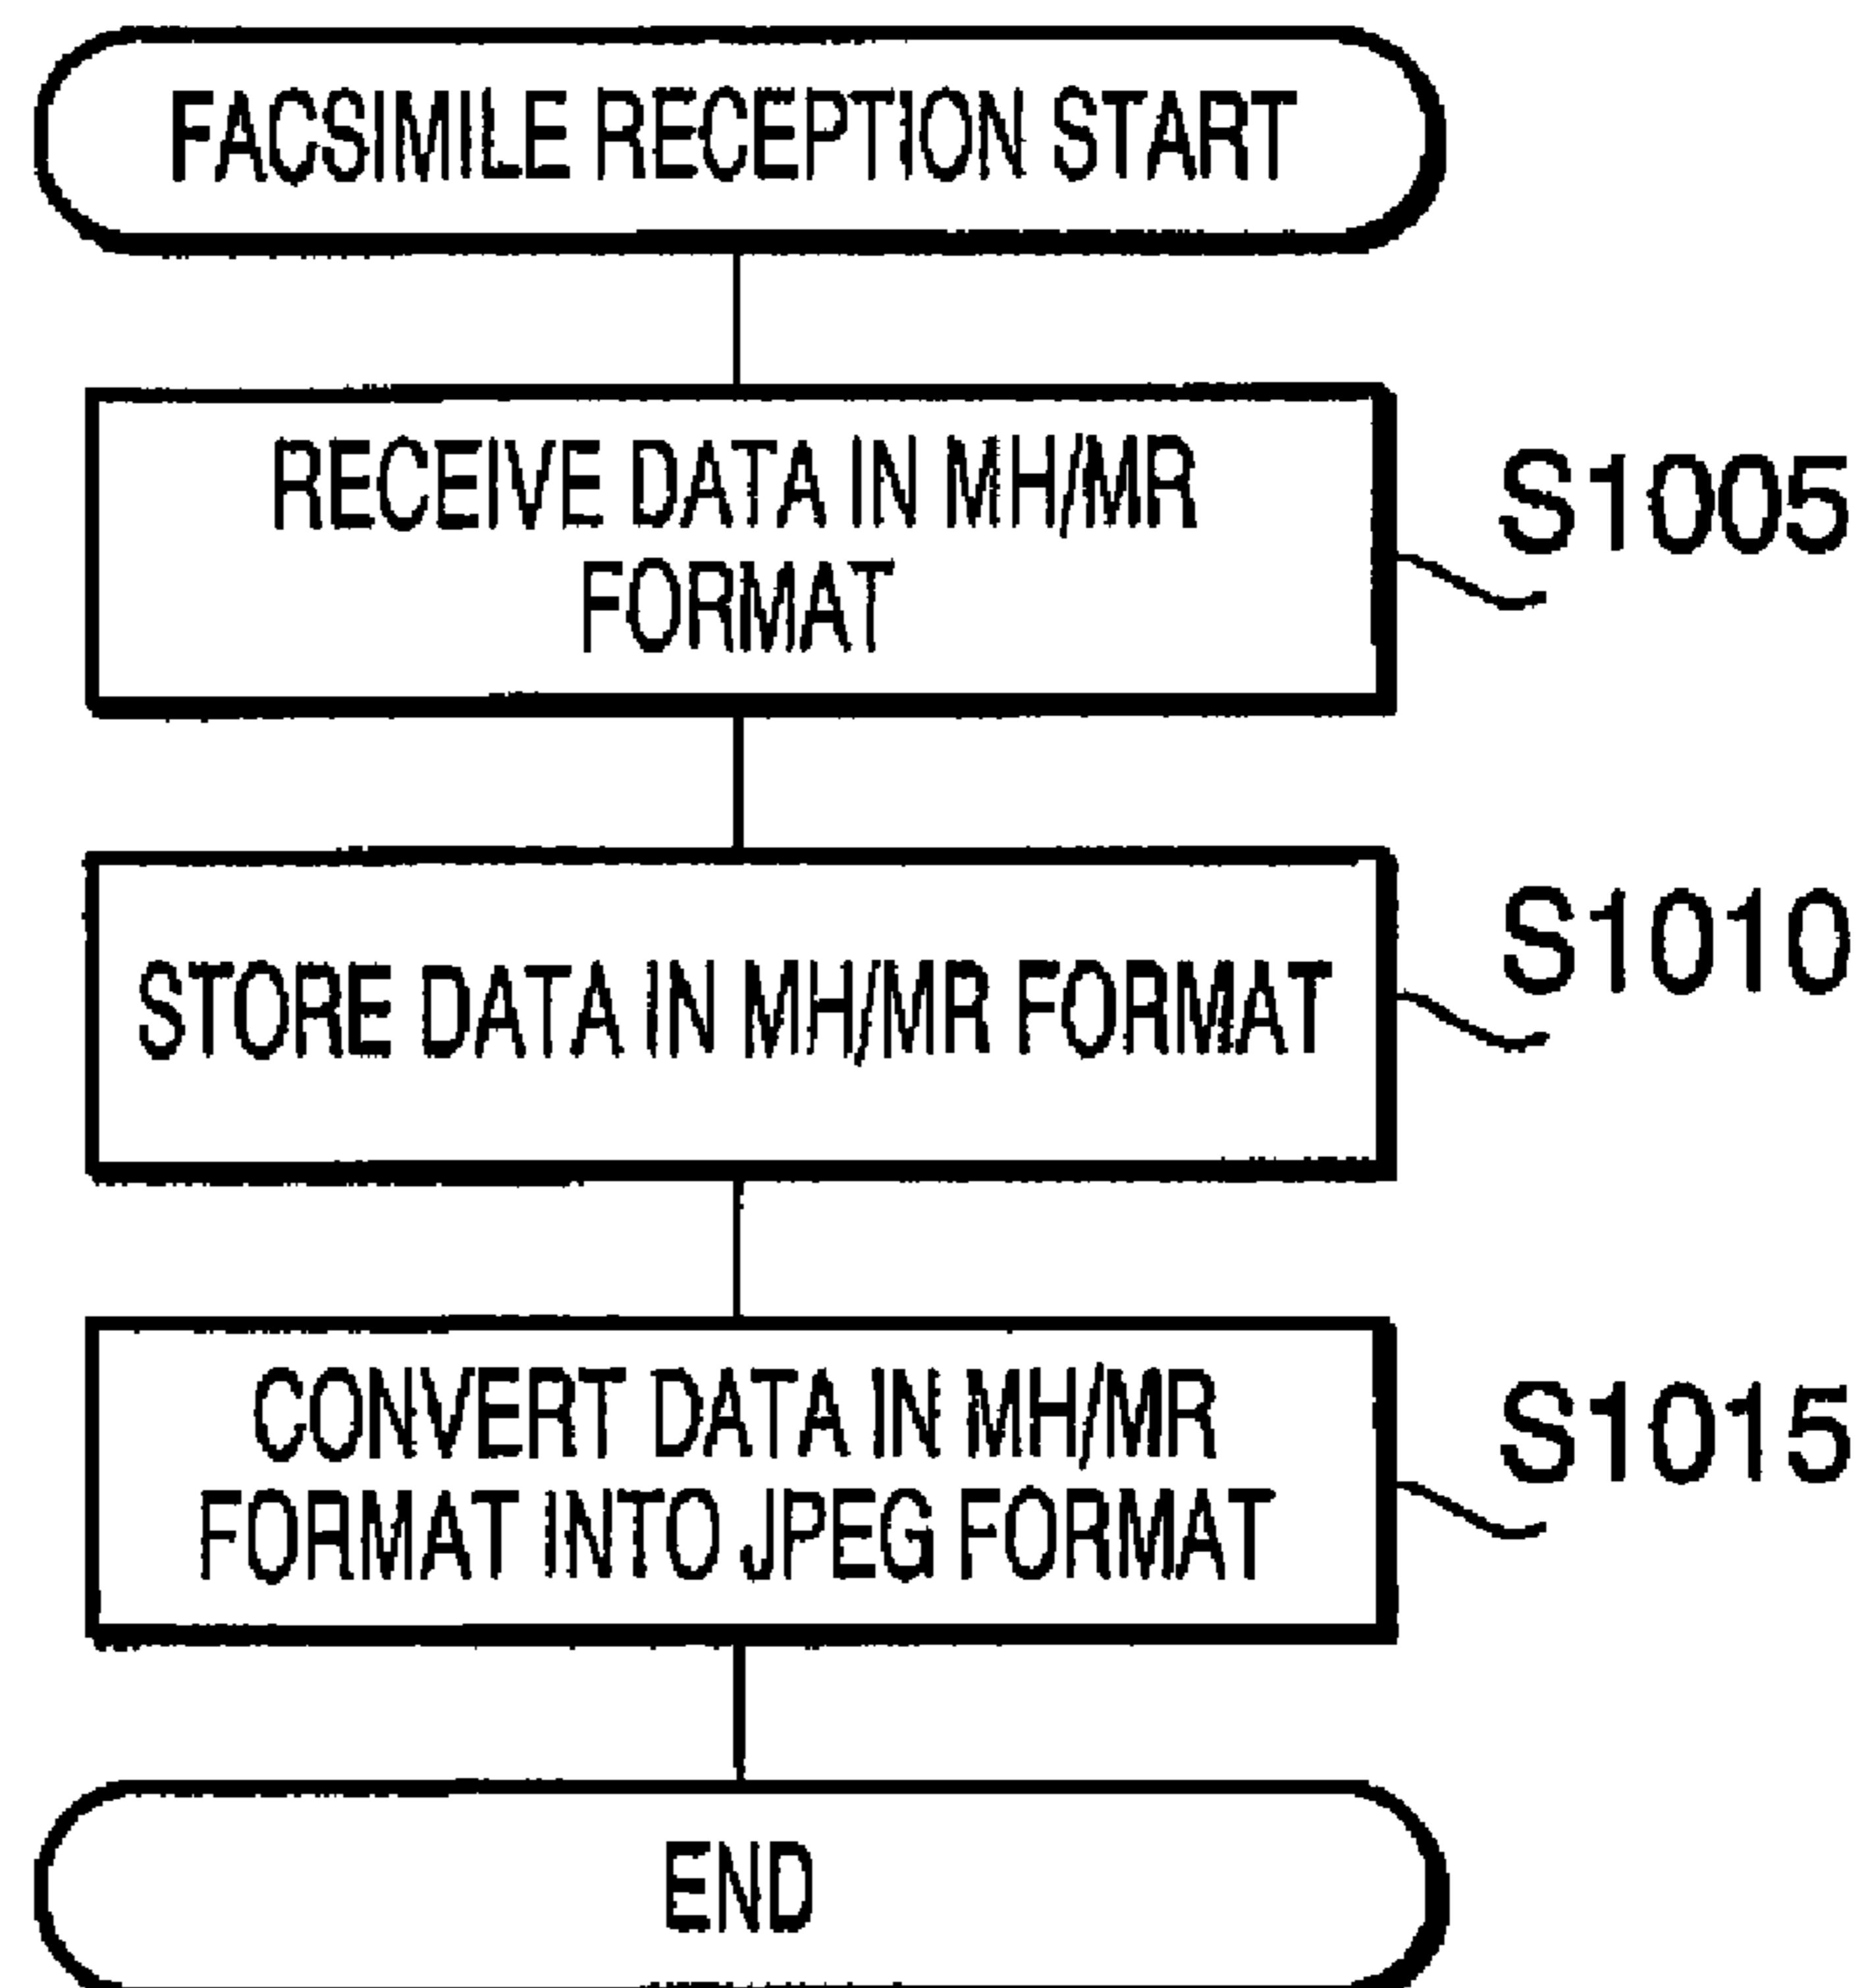 FACSIMILE RECEPTION START
RECEIVE DATA IN MH/MR
FORMAT
S1005
STORE DATA IN MH/MR FORMAT
S1010
CONVERT DATA IN MH/MR
FORMAT INTO JPEG FORMAT
S1015
END